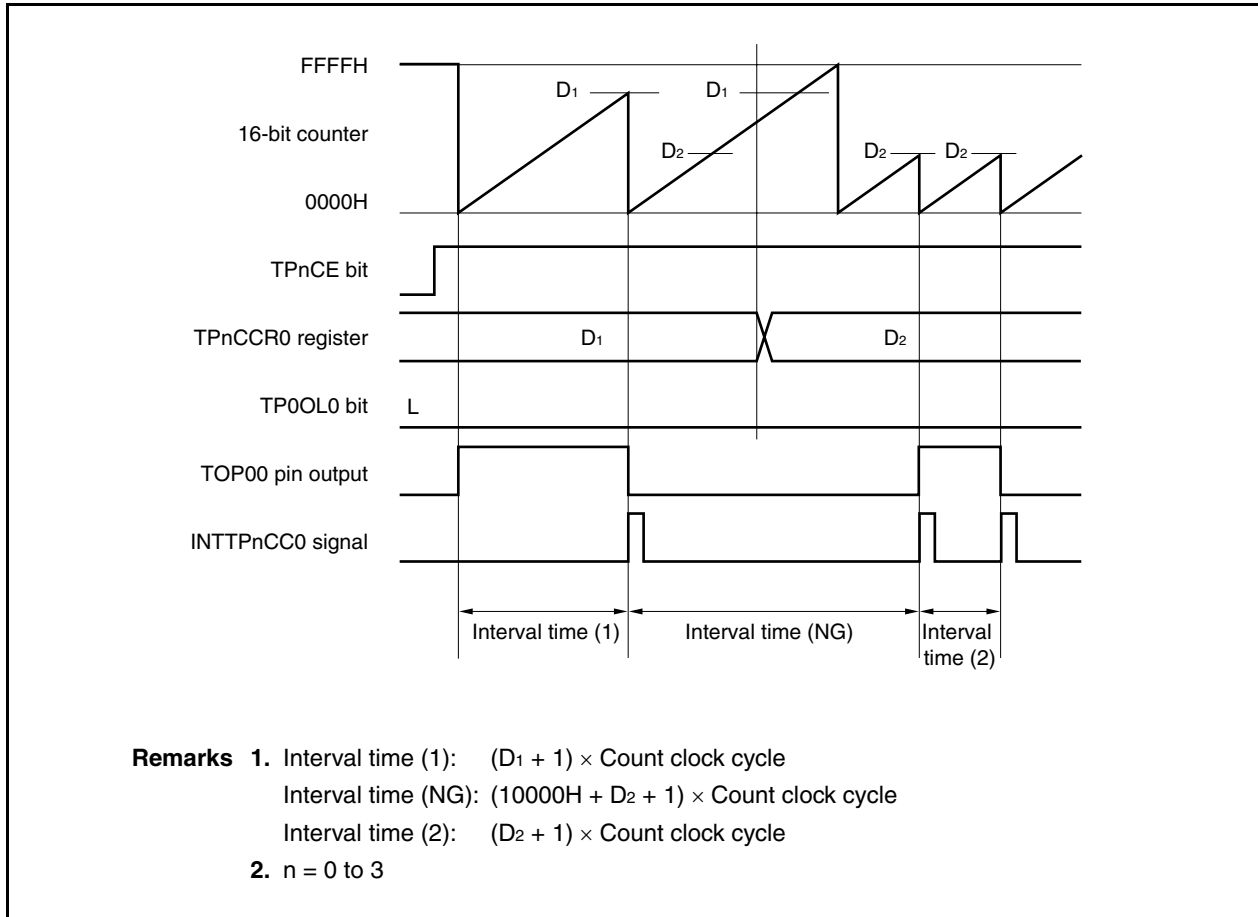 FFFFH
D1
D1
16-bit counter
D2
D2
D2
0000H
TPnCE bit
TPnCCR0 register
D1
D2
TP0OL0 bit
L
TOP00 pin output
INTTPnCC0 signal
Interval time (1)
Interval time (NG)
Interval
time (2)
Remarks 1. Interval time (1): (D1 + 1) × Count clock cycle
Interval time (NG): (10000H + D2 + 1) × Count clock cycle
Interval time (2): (D2 + 1) × Count clock cycle
2. n = 0 to 3